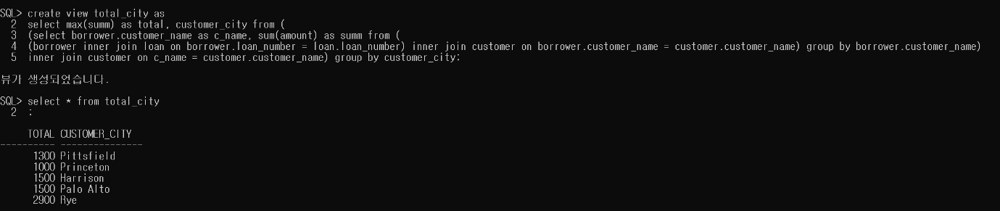 SQL> create view total_city as
  2  select max(summ) as total, customer_city from (
  3  (select borrower.customer_name as c_name, sum(amount) as summ from (
  4  (borrower inner join loan on borrower.loan_number = loan.loan_number) inner join customer on borrower.customer_name = customer.customer_name) group by borrower.customer_name)
  5  inner join customer on c_name = customer.customer_name) group by customer_city;
뷰가 생성되었습니다.
SQL> select * from total_city
  2  ;
     TOTAL CUSTOMER_CITY
---------- ---------------
      1300 Pittsfield
      1000 Princeton
      1500 Harrison
      1500 Palo Alto
      2900 Rye